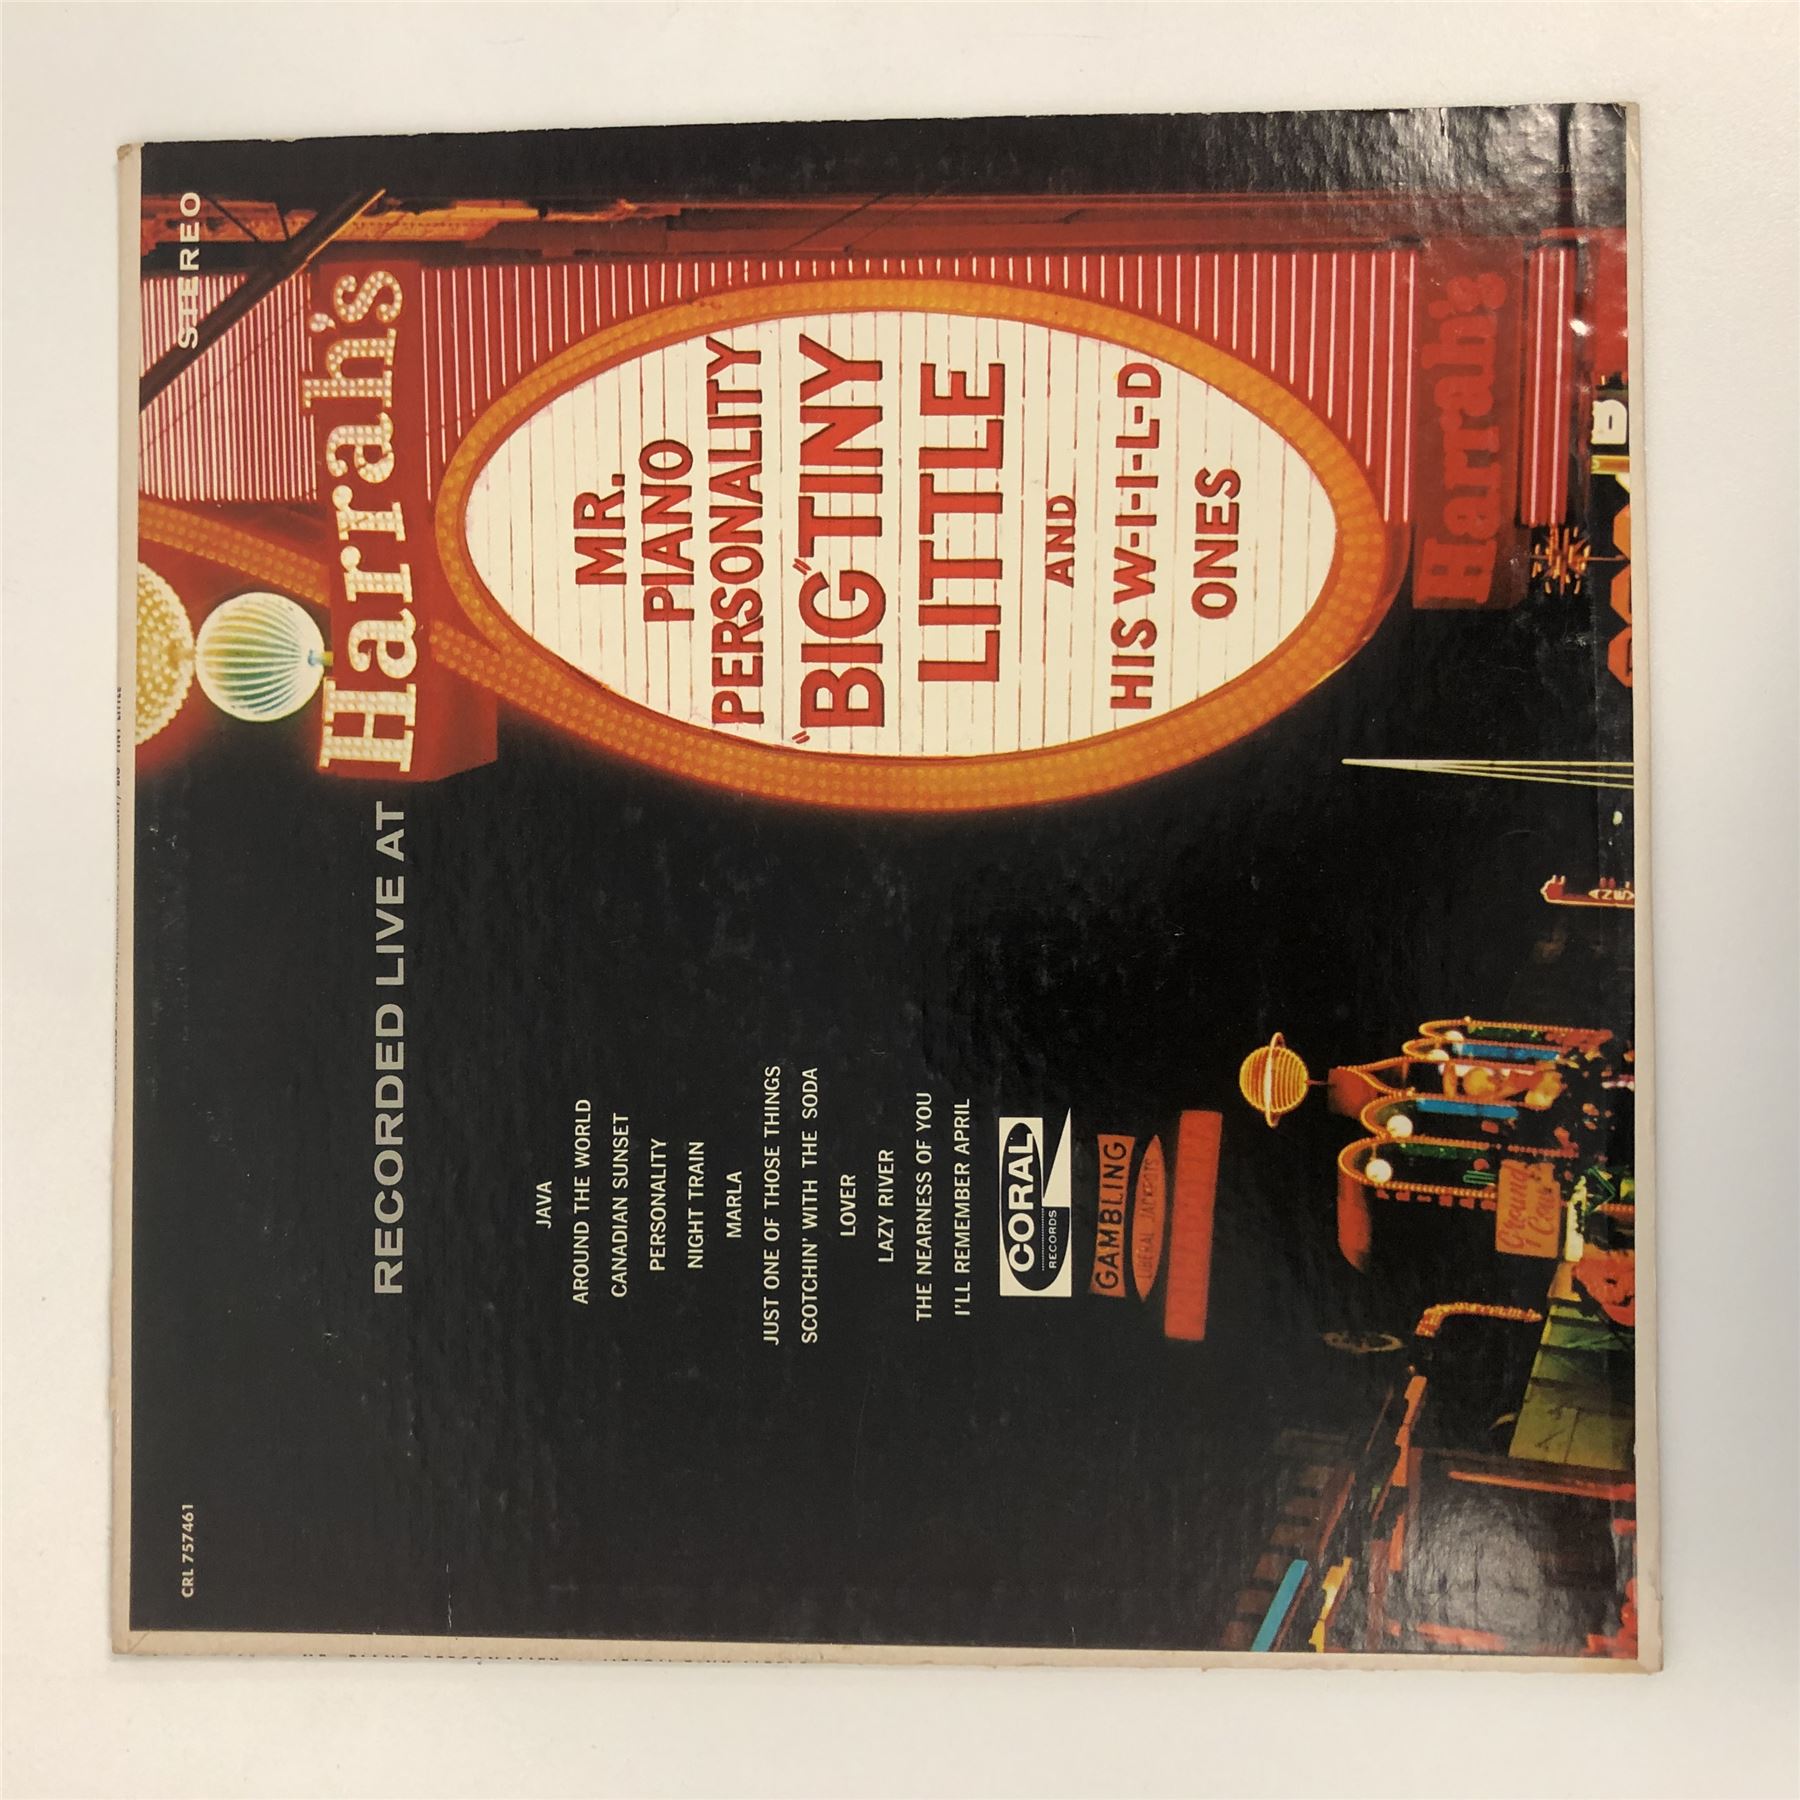 CRL 757461
STEREO
RECORDED LIVE AT
Harrah's
MR.
PIANO
PERSONALITY
"BIG" TINY
LITTLE
AND
HIS W-I-I-L-D
ONES
JAVA
AROUND THE WORLD
CANADIAN SUNSET
PERSONALITY
NIGHT TRAIN
MARLA
JUST ONE OF THOSE THINGS
SCOTCHIN' WITH THE SODA
LOVER
LAZY RIVER
THE NEARNESS OF YOU
I'LL REMEMBER APRIL
CORAL
RECORDS
GAMBLING
LIBERAL JACKPOTS
Harrah's